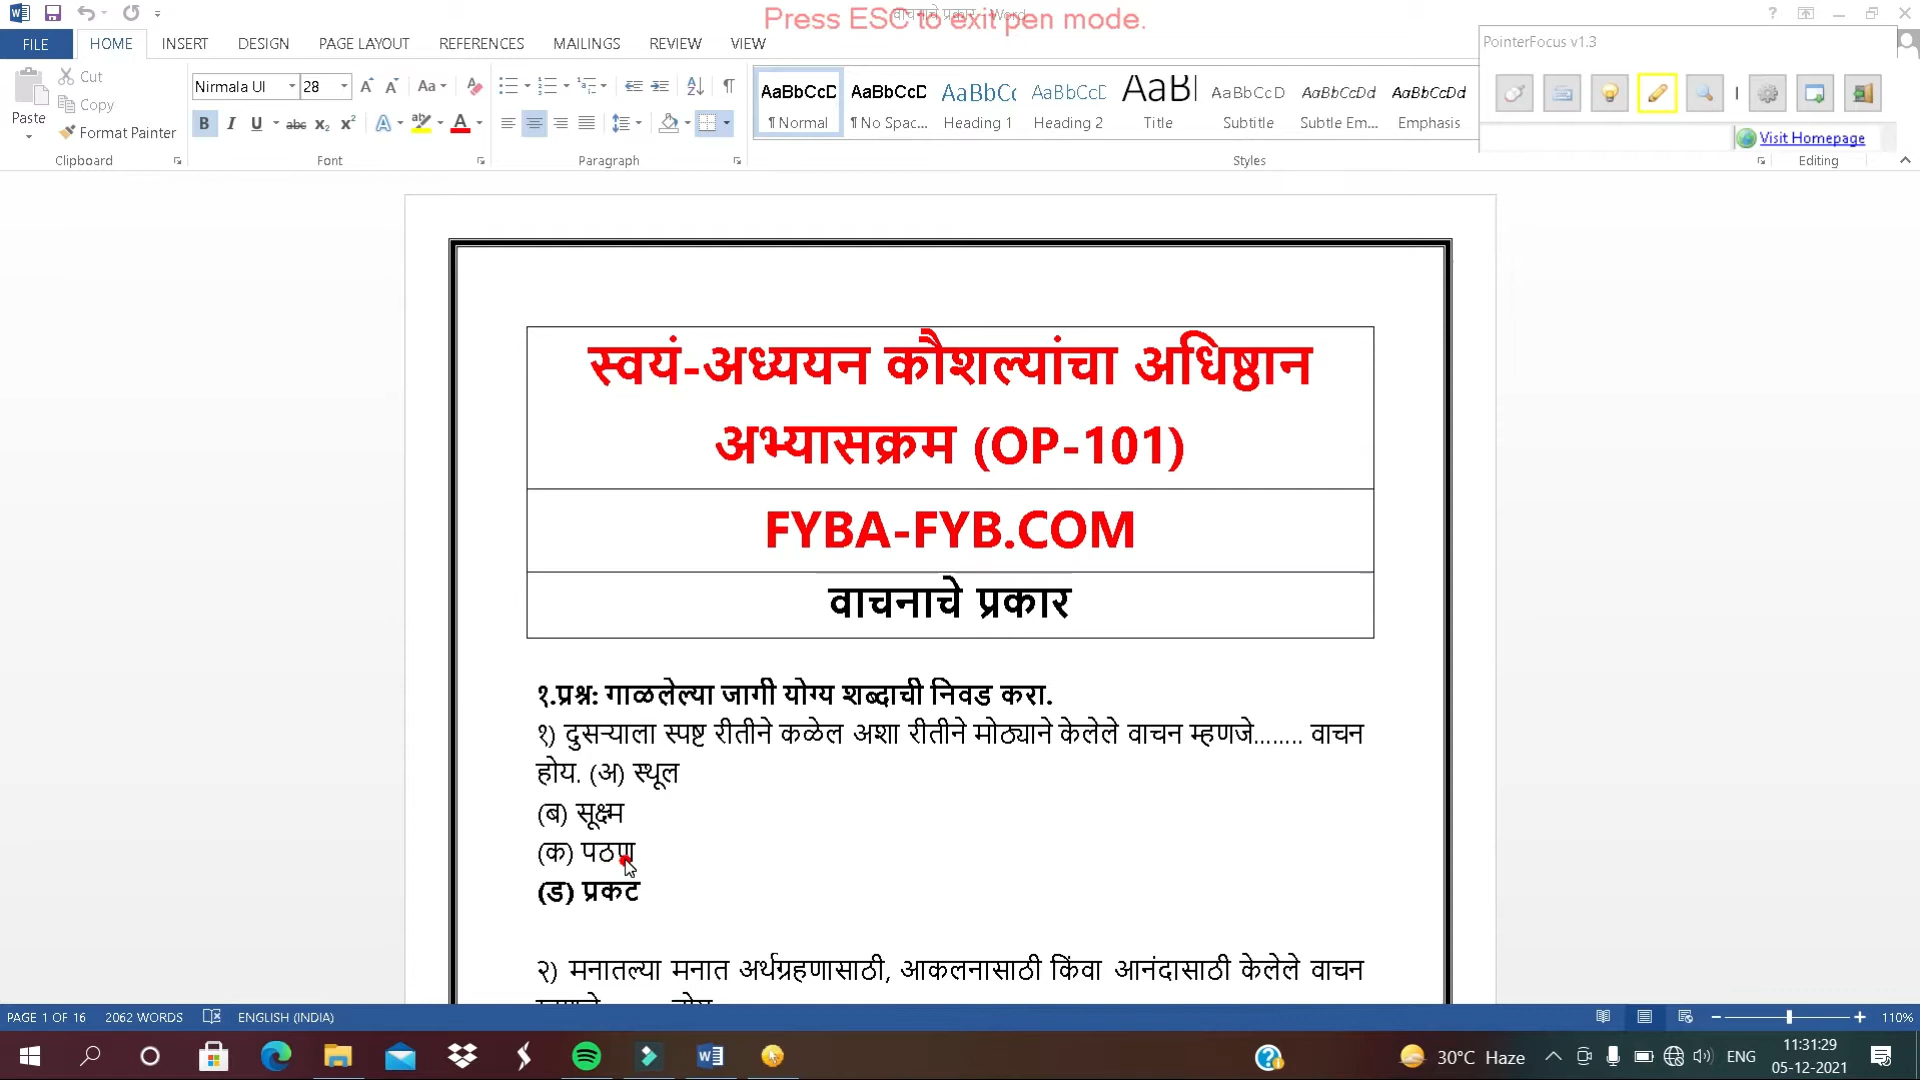 Press ESC to exit pen mode.
FILE HOME INSERT DESIGN PAGE LAYOUT REFERENCES MAILINGS REVIEW VIEW
PointerFocus v1.3
Visit Homepage
Paste
Cut
Copy
Format Painter
Nirmala UI 28
AaBbCcD AaBbCcD AaBbCc AaBbCcD AaBl AaBbCcD AaBbCcDd AaBbCcDd
¶ Normal ¶ No Spac... Heading 1 Heading 2 Title Subtitle Subtle Em... Emphasis
Clipboard Font Paragraph Styles Editing
स्वयं-अध्ययन कौशल्यांचा अधिष्ठान
अभ्यासक्रम (OP-101)
FYBA-FYB.COM
वाचनाचे प्रकार
१.प्रश्न: गाळलेल्या जागी योग्य शब्दाची निवड करा.
१) दुसऱ्याला स्पष्ट रीतीने कळेल अशा रीतीने मोठ्याने केलेले वाचन म्हणजे........ वाचन
होय. (अ) स्थूल
(ब) सूक्ष्म
(क) पठण
(ड) प्रकट
२) मनातल्या मनात अर्थग्रहणासाठी, आकलनासाठी किंवा आनंदासाठी केलेले वाचन
PAGE 1 OF 16 2062 WORDS ENGLISH (INDIA) 110%
30°C Haze ENG 11:31:29
05-12-2021